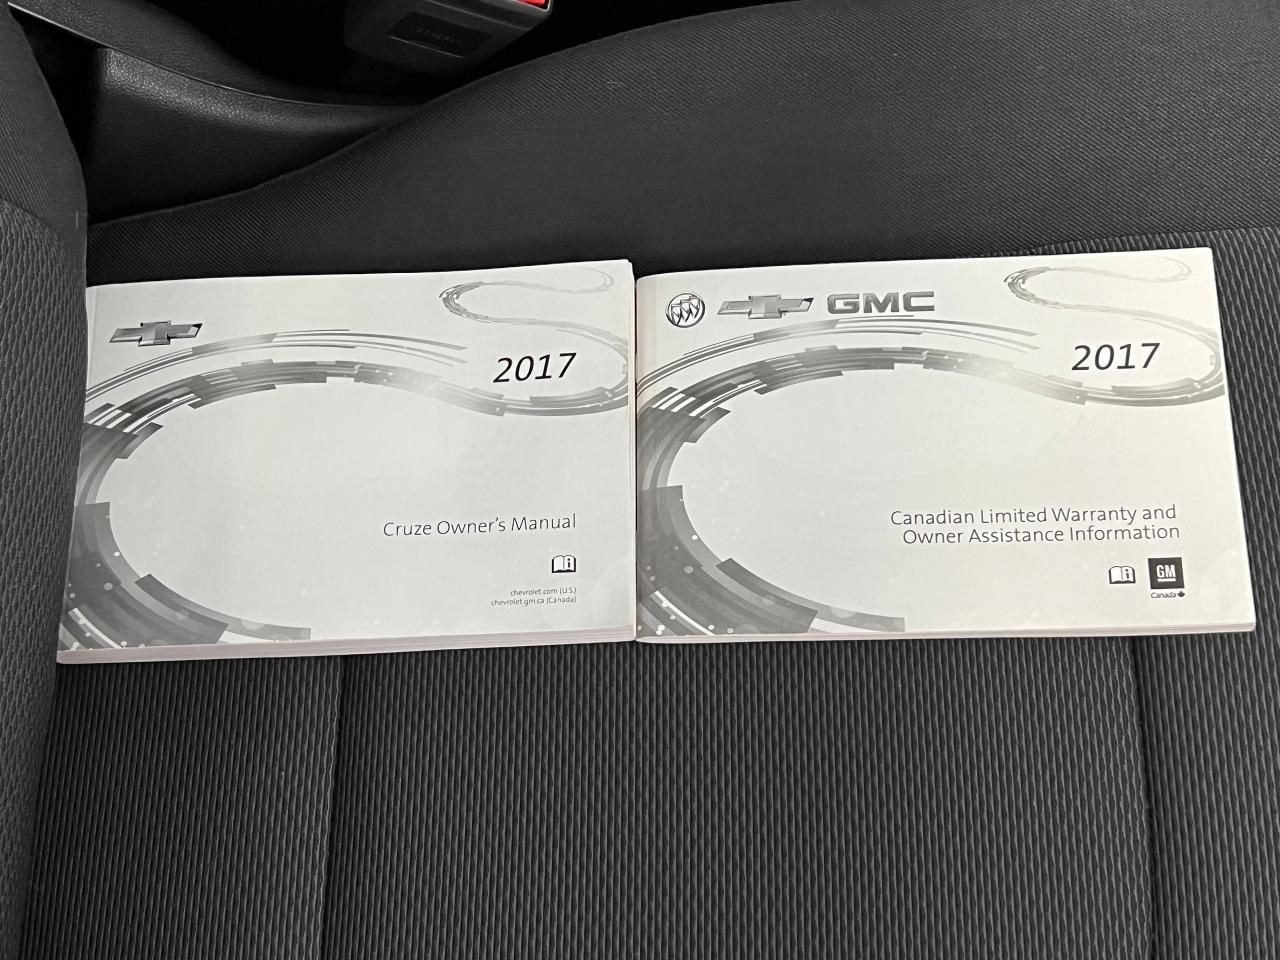 2017
Cruze Owner's Manual
chevrolet.com (U.S.)
chevrolet.gm.ca (Canada)
GMC
2017
Canadian Limited Warranty and
Owner Assistance Information
GM
Canada